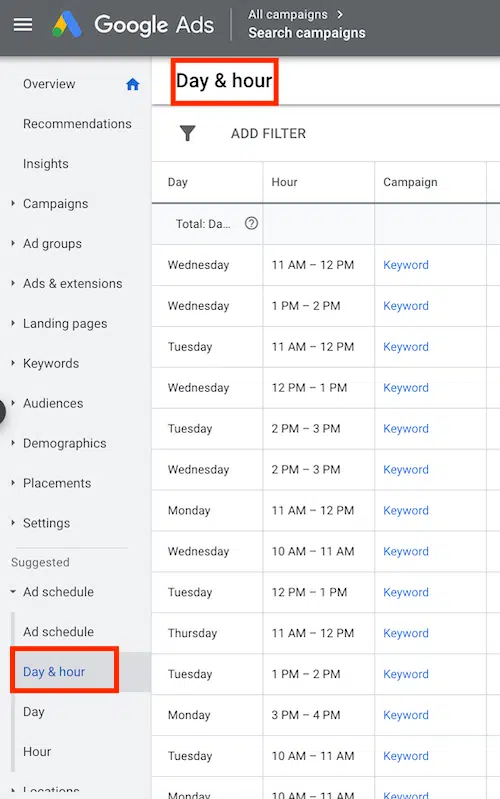 Google Ads
All campaigns
Search campaigns
Overview
Recommendations
Insights
Campaigns
Ad groups
Ads & extensions
Landing pages
Keywords
Audiences
Demographics
Placements
Settings
Suggested
Ad schedule
Ad schedule
Day & hour
Day
Hour
Locations
Day & hour
ADD FILTER
Day Hour Campaign
Total: Da... ?
Wednesday 11 AM – 12 PM Keyword
Wednesday 1 PM – 2 PM Keyword
Tuesday 11 AM – 12 PM Keyword
Wednesday 12 PM – 1 PM Keyword
Tuesday 2 PM – 3 PM Keyword
Wednesday 2 PM – 3 PM Keyword
Monday 11 AM – 12 PM Keyword
Wednesday 10 AM – 11 AM Keyword
Tuesday 12 PM – 1 PM Keyword
Thursday 11 AM – 12 PM Keyword
Tuesday 1 PM – 2 PM Keyword
Monday 3 PM – 4 PM Keyword
Tuesday 10 AM – 11 AM Keyword
Monday 10 AM – 11 AM Keyword